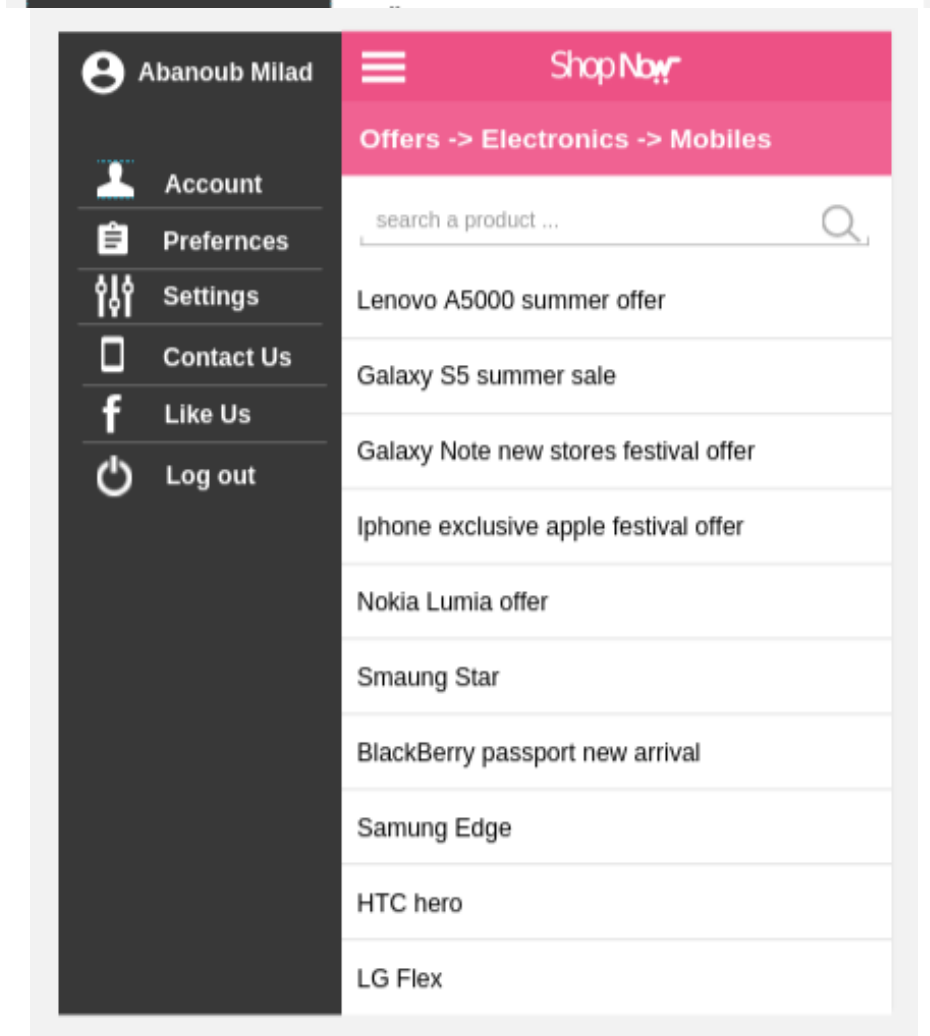 Abanoub Milad
Account
Prefernces
Settings
Contact Us
Like Us
Log out
Shop Now
Offers -> Electronics -> Mobiles
search a product ...
Lenovo A5000 summer offer
Galaxy S5 summer sale
Galaxy Note new stores festival offer
Iphone exclusive apple festival offer
Nokia Lumia offer
Smaung Star
BlackBerry passport new arrival
Samung Edge
HTC hero
LG Flex